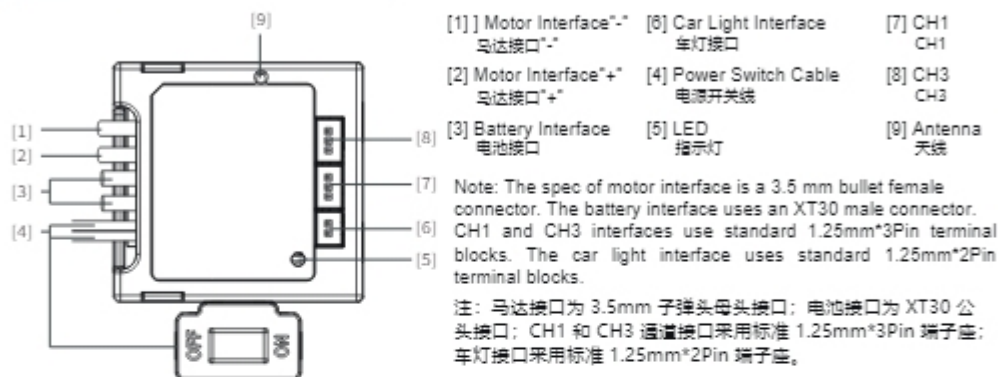 [9]
[1]
[2]
[3]
[4]
[8]
[7]
[6]
[5]
OFF
ON
[1] ] Motor Interface"-"
马达接口"-"
[6] Car Light Interface
车灯接口
[7] CH1
CH1
[2] Motor Interface"+"
马达接口"+"
[4] Power Switch Cable
电源开关线
[8] CH3
CH3
[3] Battery Interface
电池接口
[5] LED
指示灯
[9] Antenna
天线
Note: The spec of motor interface is a 3.5 mm bullet female
connector. The battery interface uses an XT30 male connector.
CH1 and CH3 interfaces use standard 1.25mm*3Pin terminal
blocks. The car light interface uses standard 1.25mm*2Pin
terminal blocks.
注：马达接口为 3.5mm 子弹头母头接口；电池接口为 XT30 公
头接口；CH1 和 CH3 通道接口采用标准 1.25mm*3Pin 端子座；
车灯接口采用标准 1.25mm*2Pin 端子座。